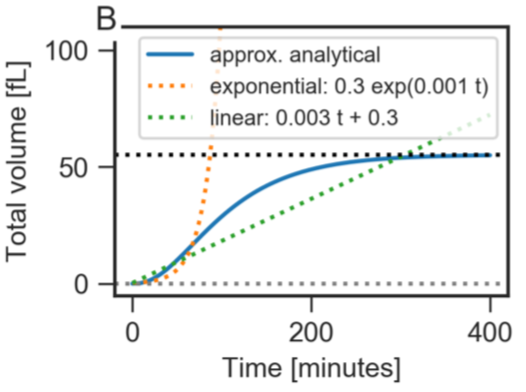 B
100
50
0
Total volume [fL]
approx. analytical
exponential: 0.3 exp(0.001 t)
linear: 0.003 t + 0.3
0
200
400
Time [minutes]